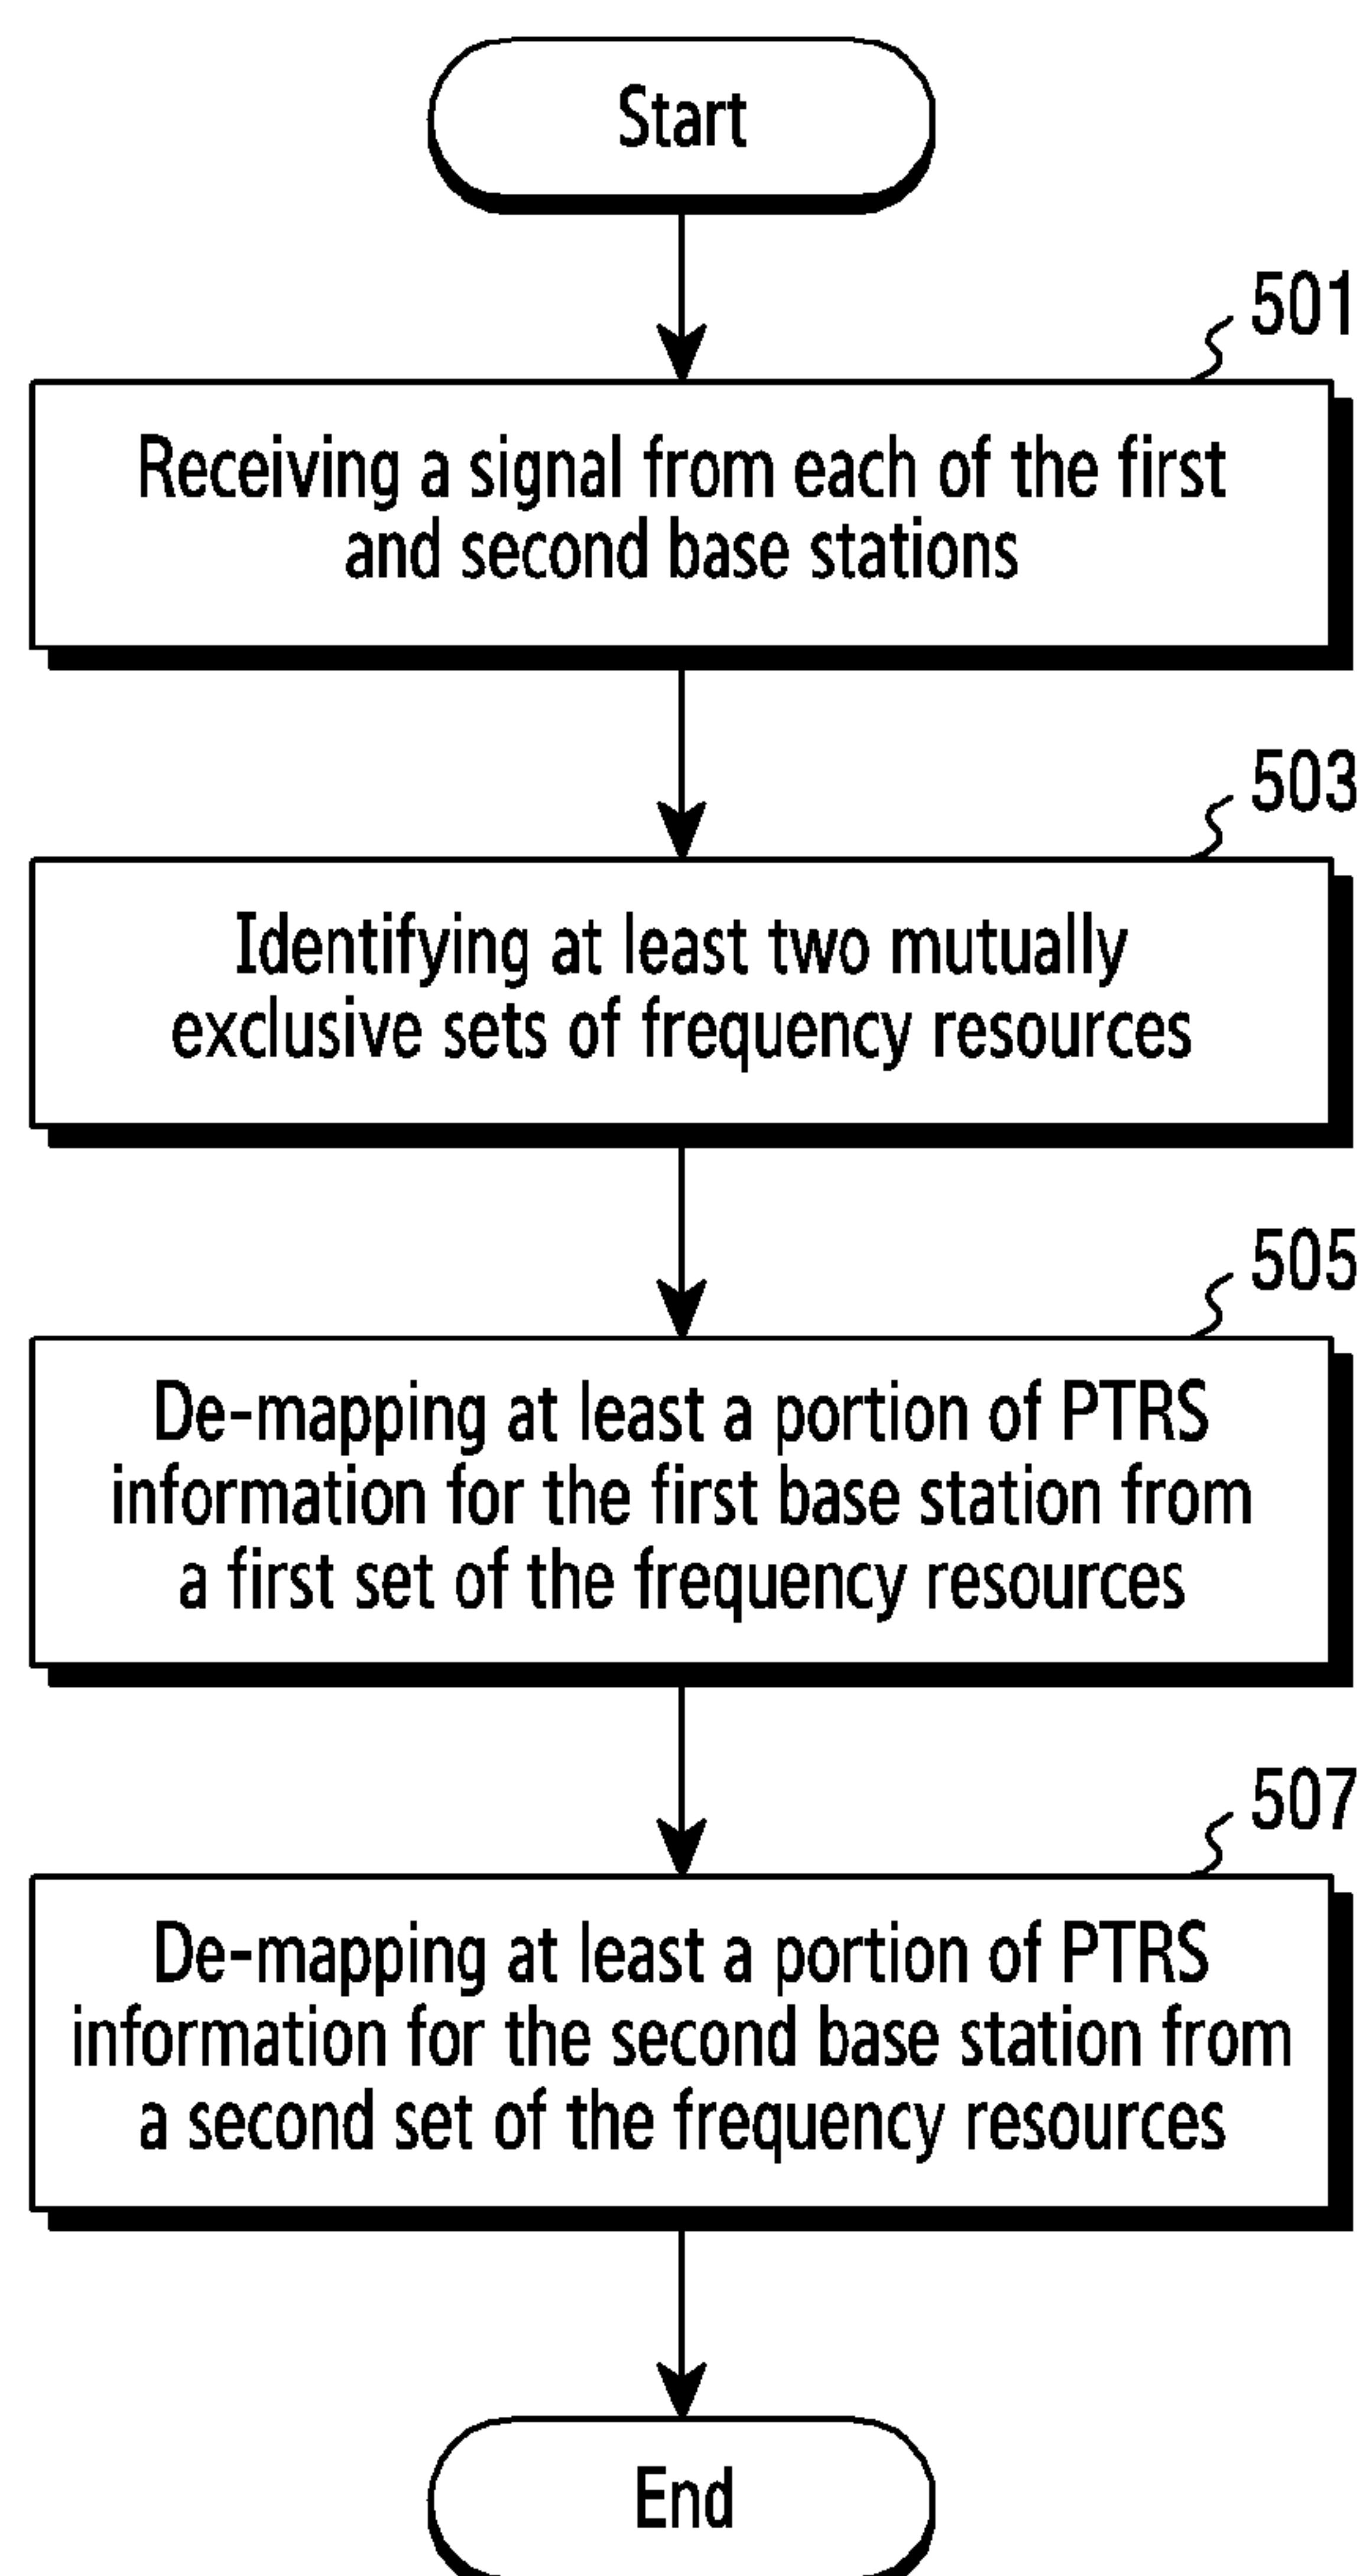 Start
501
Receiving a signal from each of the first
and second base stations
503
Identifying at least two mutually
exclusive sets of frequency resources
505
De-mapping at least a portion of PTRS
information for the first base station from
a first set of the frequency resources
507
De-mapping at least a portion of PTRS
information for the second base station from
a second set of the frequency resources
End